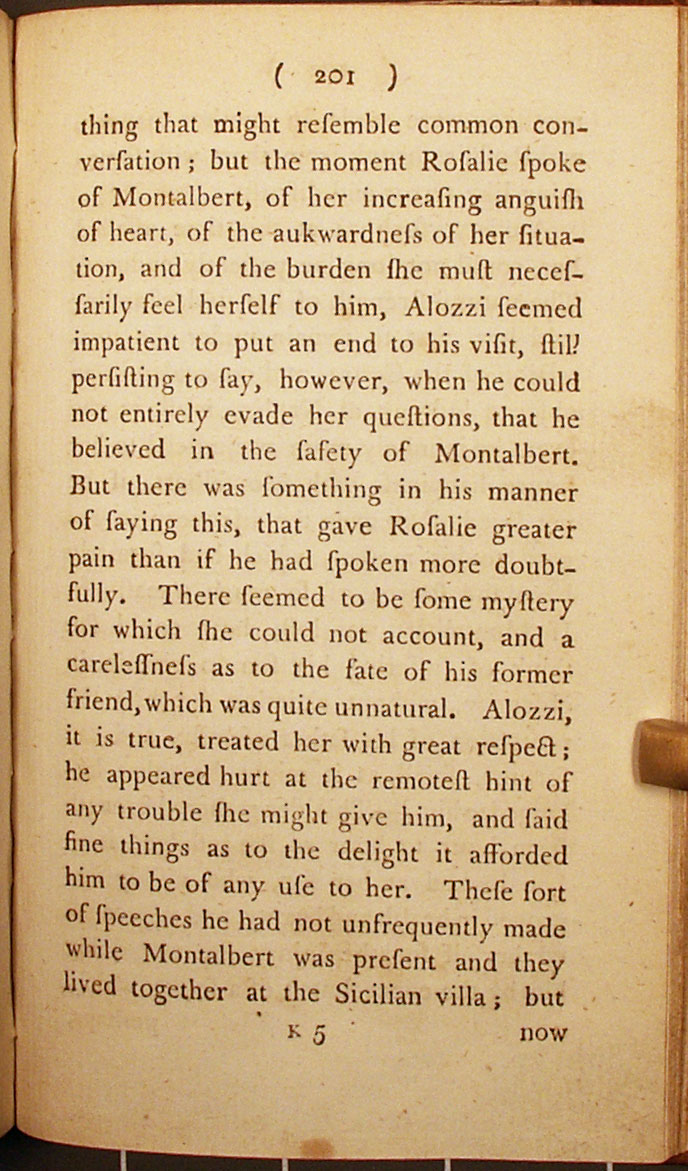 ( 201 )
thing that might reſemble common con-
verſation ; but the moment Roſalie ſpoke
of Montalbert, of her increaſing anguiſh
of heart, of the aukwardneſs of her ſitua-
tion, and of the burden ſhe muſt neceſ-
ſarily feel herſelf to him, Alozzi ſeemed
impatient to put an end to his viſit, ſtill
perſiſting to ſay, however, when he could
not entirely evade her queſtions, that he
believed in the ſafety of Montalbert.
But there was ſomething in his manner
of ſaying this, that gave Roſalie greater
pain than if he had ſpoken more doubt-
fully. There ſeemed to be ſome myſtery
for which ſhe could not account, and a
careleſſneſs as to the fate of his former
friend, which was quite unnatural. Alozzi,
it is true, treated her with great reſpect ;
he appeared hurt at the remoteſt hint of
any trouble ſhe might give him, and ſaid
fine things as to the delight it afforded
him to be of any uſe to her. Theſe ſort
of ſpeeches he had not unfrequently made
while Montalbert was preſent and they
lived together at the Sicilian villa ; but
K 5 now